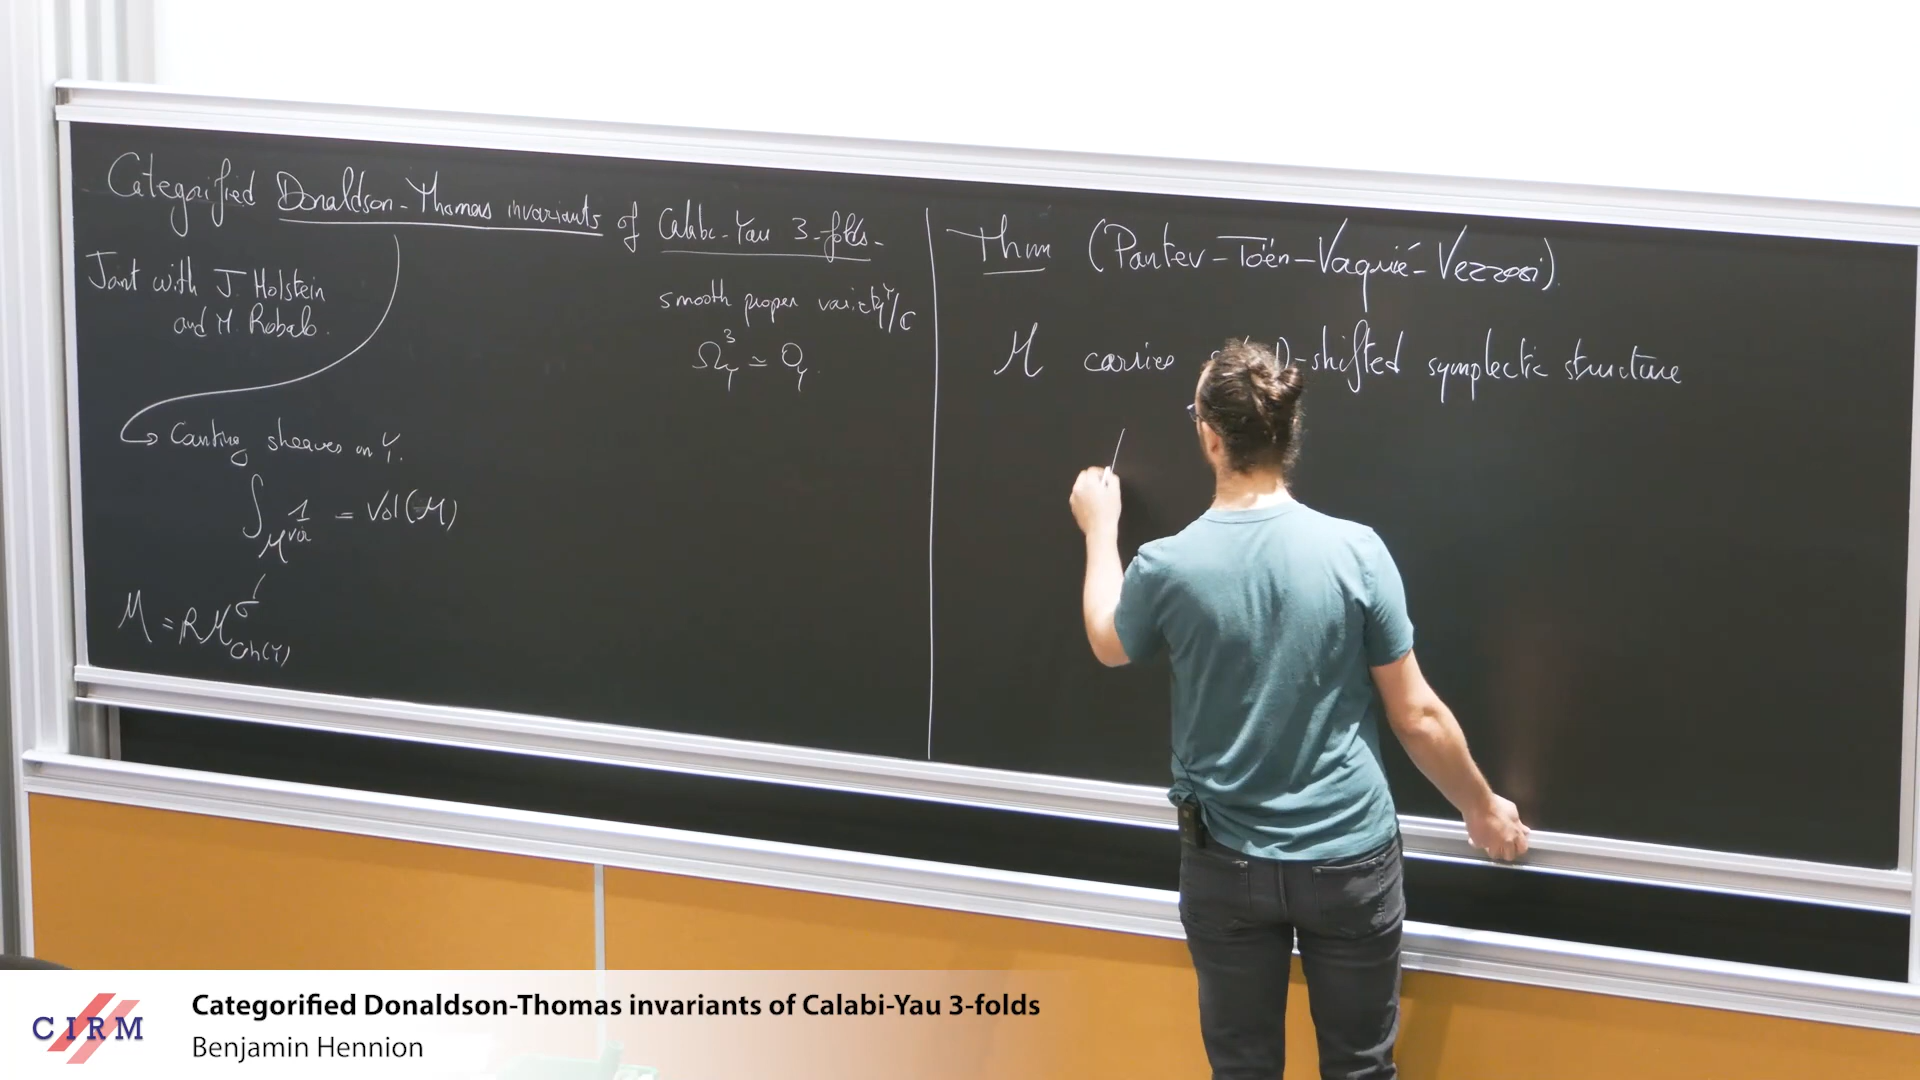 Categorified Donaldson-Thomas invariants of Calabi-Yau 3-folds-
Joint with J. Holstein
and M. Robalo.
smooth proper variety Y/C
Ω³_Y ≃ O_Y.
Counting sheaves on Y.
∫_{M^{vir}} 1 = Vol(M)
M = RM^σ_{Coh(Y)}
Thm (Pantev-Toën-Vaquié-Vezzosi).
M carries -shifted symplectic structure
CIRM
Categorified Donaldson-Thomas invariants of Calabi-Yau 3-folds
Benjamin Hennion